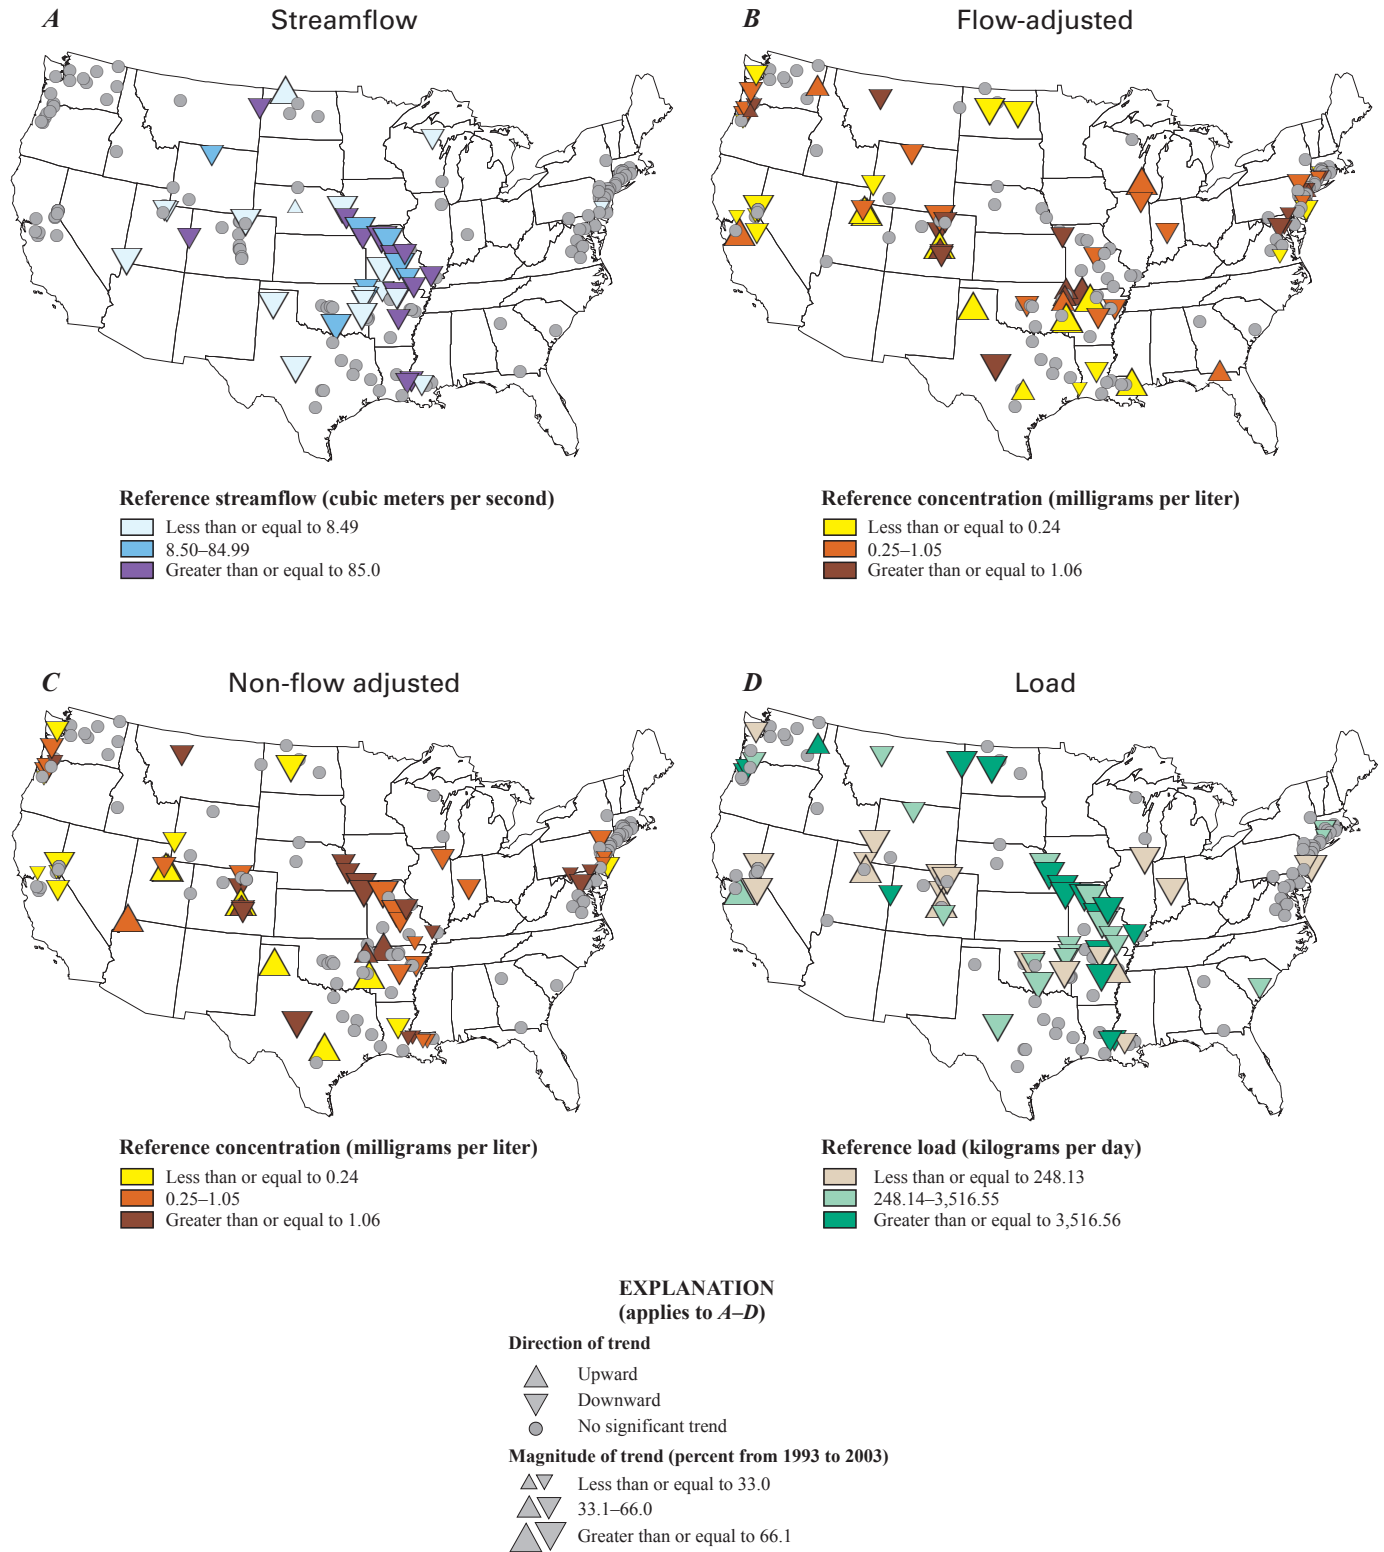 A Streamflow
B Flow-adjusted
Reference streamflow (cubic meters per second)
Less than or equal to 8.49
8.50–84.99
Greater than or equal to 85.0
Reference concentration (milligrams per liter)
Less than or equal to 0.24
0.25–1.05
Greater than or equal to 1.06
C Non-flow adjusted
D Load
Reference concentration (milligrams per liter)
Less than or equal to 0.24
0.25–1.05
Greater than or equal to 1.06
Reference load (kilograms per day)
Less than or equal to 248.13
248.14–3,516.55
Greater than or equal to 3,516.56
EXPLANATION
(applies to A–D)
Direction of trend
Upward
Downward
No significant trend
Magnitude of trend (percent from 1993 to 2003)
Less than or equal to 33.0
33.1–66.0
Greater than or equal to 66.1